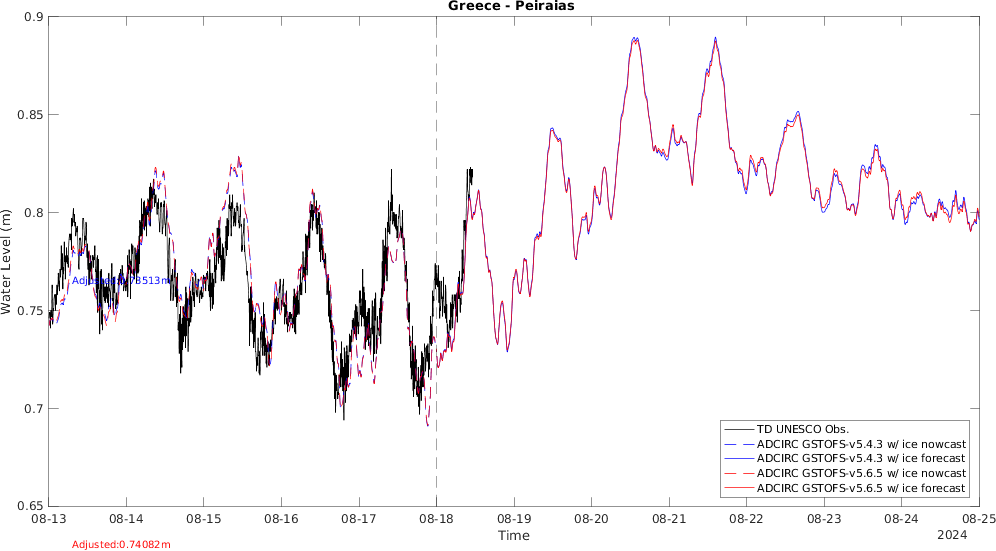 Greece - Peiraias
0.9
0.85
0.8
0.75
0.7
0.65
Water Level (m)
TD UNESCO Obs.
ADCIRC GSTOFS-v5.4.3 w/ ice nowcast
ADCIRC GSTOFS-v5.4.3 w/ ice forecast
ADCIRC GSTOFS-v5.6.5 w/ ice nowcast
ADCIRC GSTOFS-v5.6.5 w/ ice forecast
08-13 08-14 08-15 08-16 08-17 08-18 08-19 08-20 08-21 08-22 08-23 08-24 08-25
Time
2024
Adjusted:0.74082m